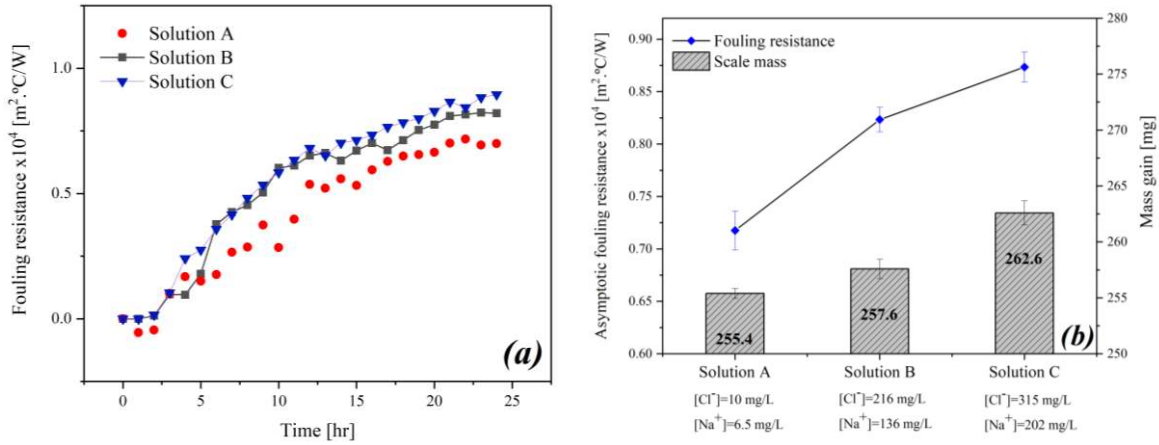 Solution A
Solution B
Solution C
Fouling resistance x10⁴ [m².ºC/W]
1.0
0.5
0.0
0
5
10
15
20
25
Time [hr]
(a)
Fouling resistance
Scale mass
Asymptotic fouling resistance x10⁴ [m².ºC/W]
0.90
0.85
0.80
0.75
0.70
0.65
0.60
280
275
270
265
260
255
250
Mass gain [mg]
255.4
257.6
262.6
(b)
Solution A
Solution B
Solution C
[Cl⁻]=10 mg/L
[Cl⁻]=216 mg/L
[Cl⁻]=315 mg/L
[Na⁺]=6.5 mg/L
[Na⁺]=136 mg/L
[Na⁺]=202 mg/L